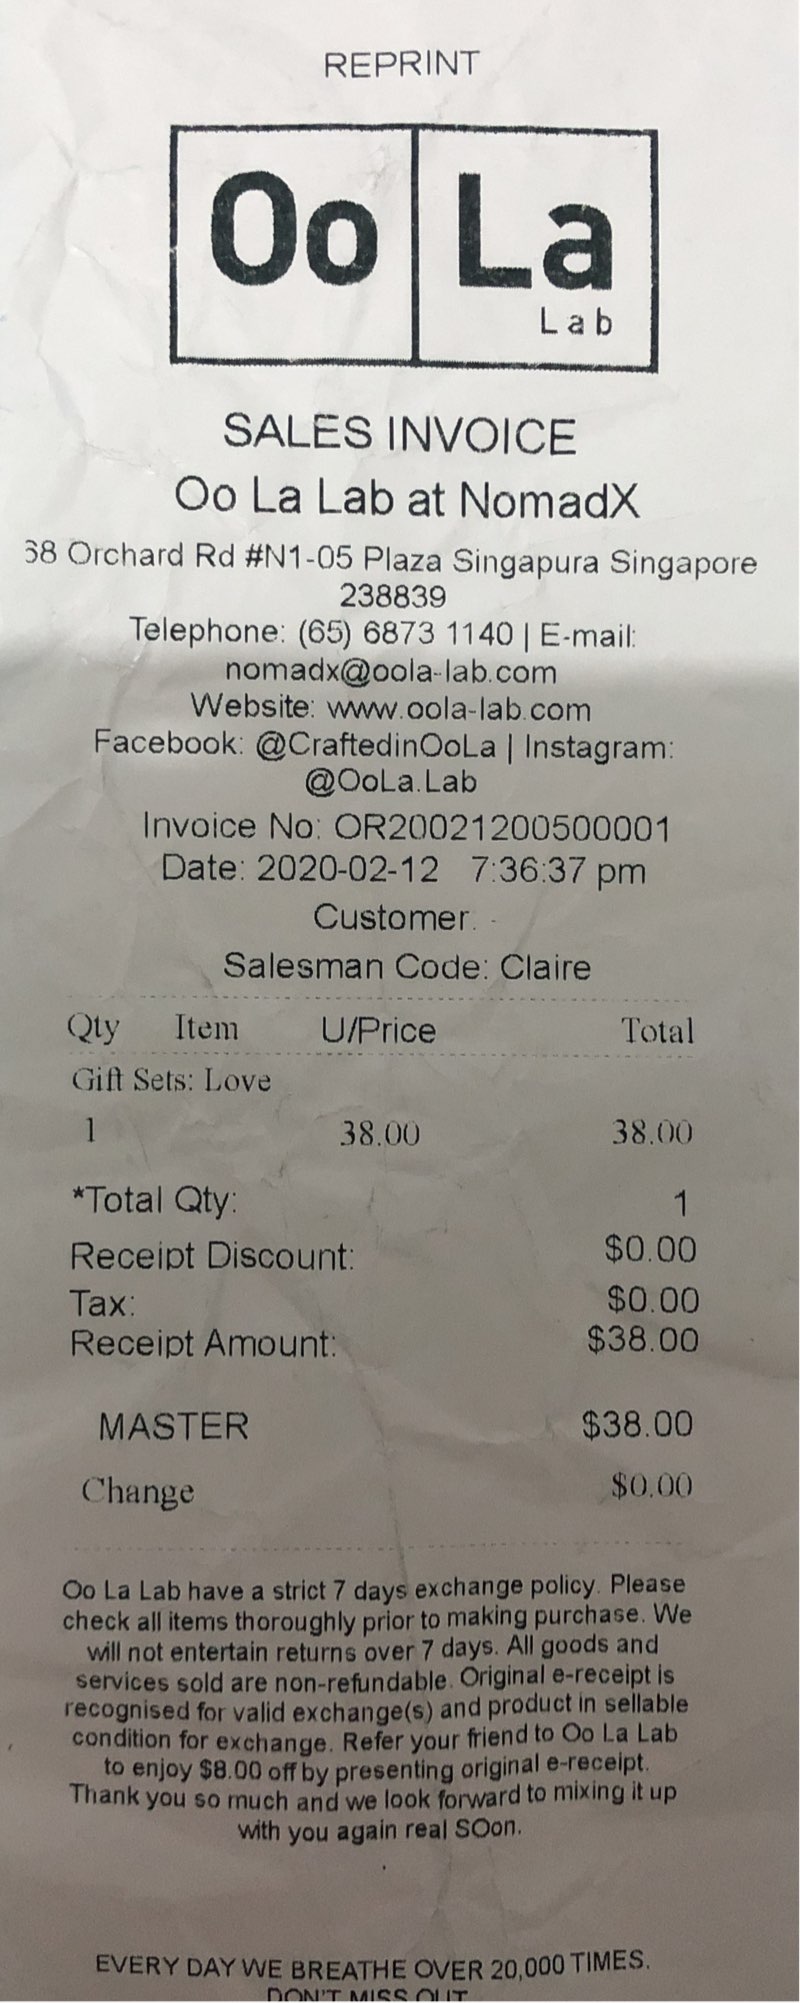 REPRINT
Oo La
Lab
SALES INVOICE
Oo La Lab at NomadX
68 Orchard Rd #N1-05 Plaza Singapura Singapore
238839
Telephone: (65) 6873 1140 | E-mail:
nomadx@oola-lab.com
Website: www.oola-lab.com
Facebook: @CraftedinOoLa | Instagram:
@OoLa.Lab
Invoice No: OR20021200500001
Date: 2020-02-12 7:36:37 pm
Customer: -
Salesman Code: Claire
Qty Item U/Price Total
Gift Sets: Love
1 38.00 38.00
*Total Qty: 1
Receipt Discount: $0.00
Tax: $0.00
Receipt Amount: $38.00
MASTER $38.00
Change $0.00
Oo La Lab have a strict 7 days exchange policy. Please
check all items thoroughly prior to making purchase. We
will not entertain returns over 7 days. All goods and
services sold are non-refundable. Original e-receipt is
recognised for valid exchange(s) and product in sellable
condition for exchange. Refer your friend to Oo La Lab
to enjoy $8.00 off by presenting original e-receipt.
Thank you so much and we look forward to mixing it up
with you again real SOon.
EVERY DAY WE BREATHE OVER 20,000 TIMES.
DON'T MISS OUT